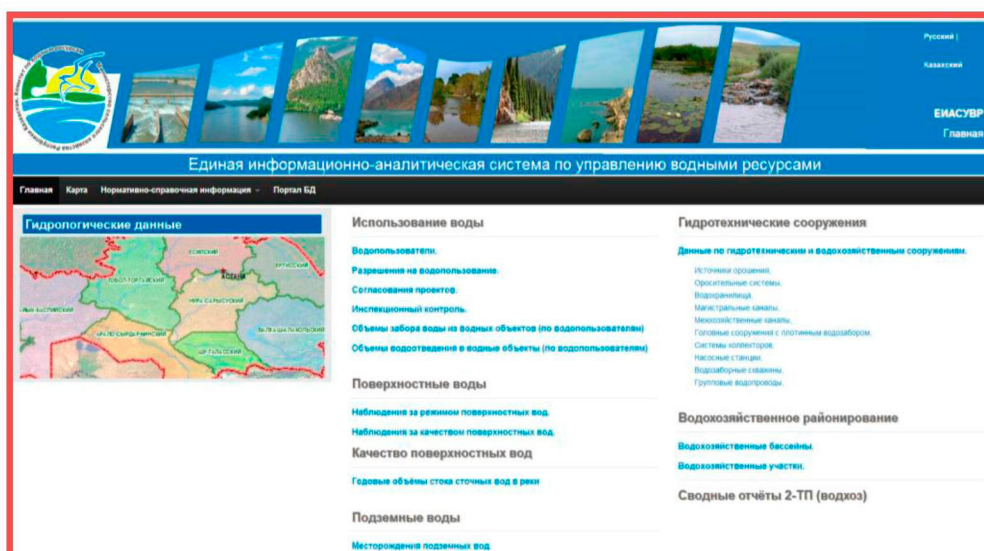 Русский |
Казахский
ЕИАСУВР
Главная
Единая информационно-аналитическая система по управлению водными ресурсами
Главная Карта Нормативно-справочная информация Портал БД
Гидрологические данные
ЕСИЛСКИЙ
АСТАНА
Использование воды
Водопользователи.
Разрешения на водопользование.
Согласования проектов.
Инспекционный контроль.
Объемы забора воды из водных объектов (по водопользователям)
Объемы водоотведения в водные объекты (по водопользователям)
Поверхностные воды
Наблюдения за режимом поверхностных вод.
Наблюдения за качеством поверхностных вод.
Качество поверхностных вод
Годовые объёмы стока сточных вод в реки
Подземные воды
Месторождения подземных вод
Гидротехнические сооружения
Данные по гидротехническим и водохозяйственным сооружениям.
Источники орошения.
Оросительные системы.
Водохранилища.
Магистральные каналы.
Межхозяйственные каналы.
Головные сооружения с плотинным водозабором.
Системы коллекторов.
Насосные станции.
Водозаборные скважины.
Групповые водопроводы.
Водохозяйственное районирование
Водохозяйственные бассейны.
Водохозяйственные участки.
Сводные отчёты 2-ТП (водхоз)